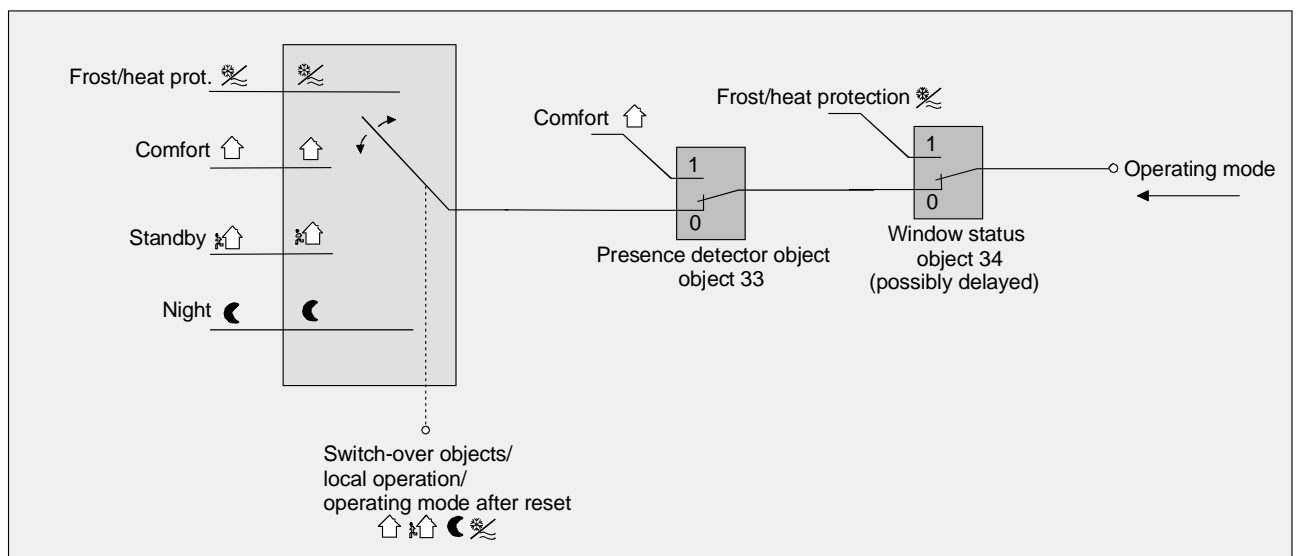 Frost/heat prot.
Comfort
Standby
Night
Switch-over objects/
local operation/
operating mode after reset
Comfort
1
0
Presence detector object
object 33
Frost/heat protection
1
0
Window status
object 34
(possibly delayed)
Operating mode